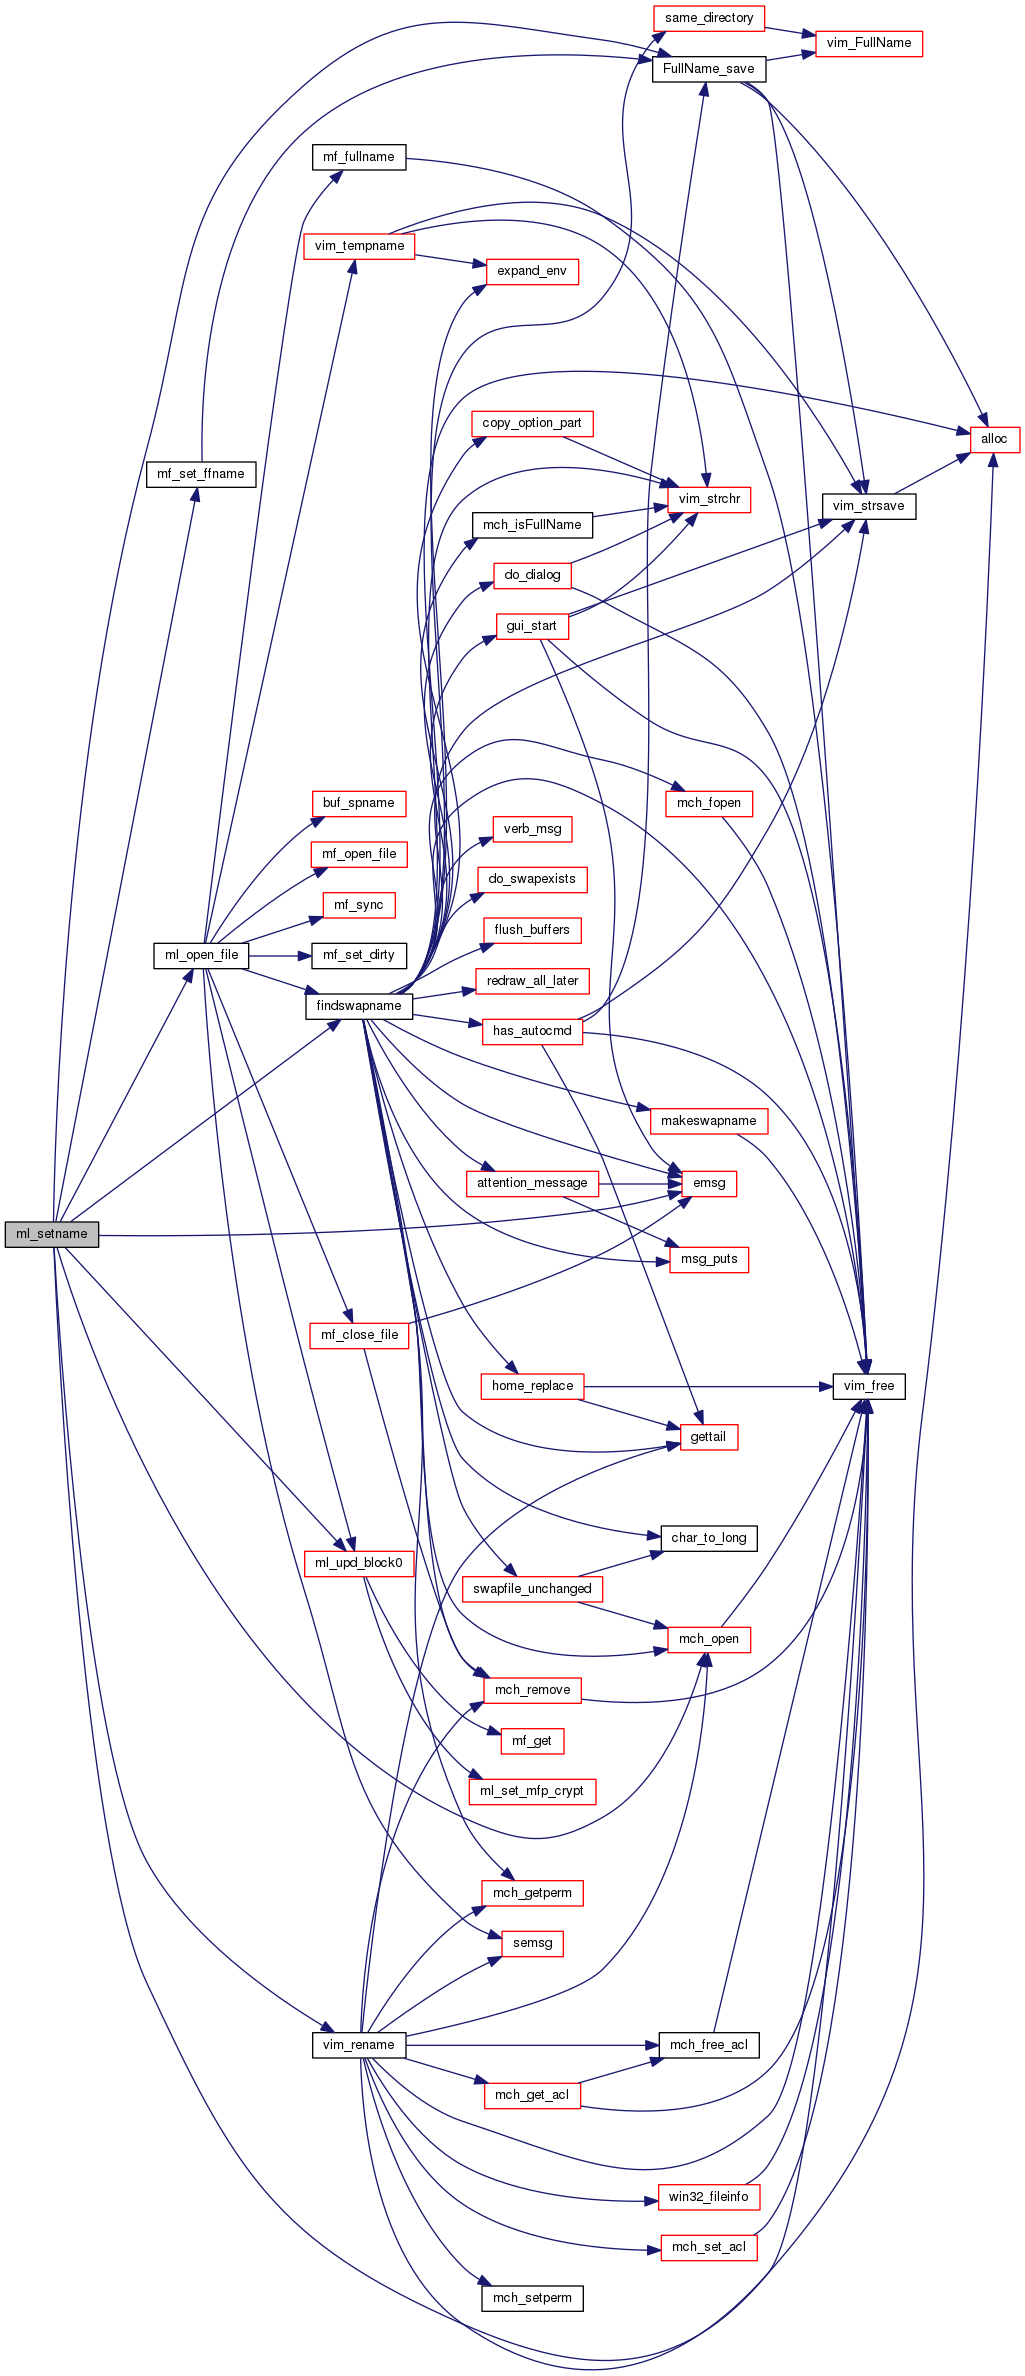 same_directory
vim_FullName
FullName_save
mf_fullname
vim_tempname
expand_env
copy_option_part
alloc
mf_set_ffname
vim_strchr
vim_strsave
mch_isFullName
do_dialog
gui_start
buf_spname
mch_fopen
verb_msg
mf_open_file
do_swapexists
mf_sync
flush_buffers
ml_open_file
mf_set_dirty
redraw_all_later
findswapname
has_autocmd
makeswapname
attention_message
emsg
ml_setname
msg_puts
mf_close_file
home_replace
vim_free
gettail
char_to_long
ml_upd_block0
swapfile_unchanged
mch_open
mch_remove
mf_get
ml_set_mfp_crypt
mch_getperm
semsg
vim_rename
mch_free_acl
mch_get_acl
win32_fileinfo
mch_set_acl
mch_setperm